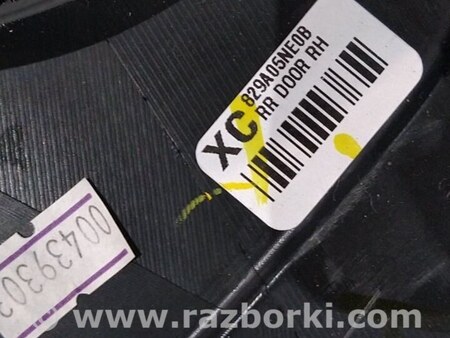 XC
829A05NE0B
RR DOOR RH
0043930
www.razborki.com